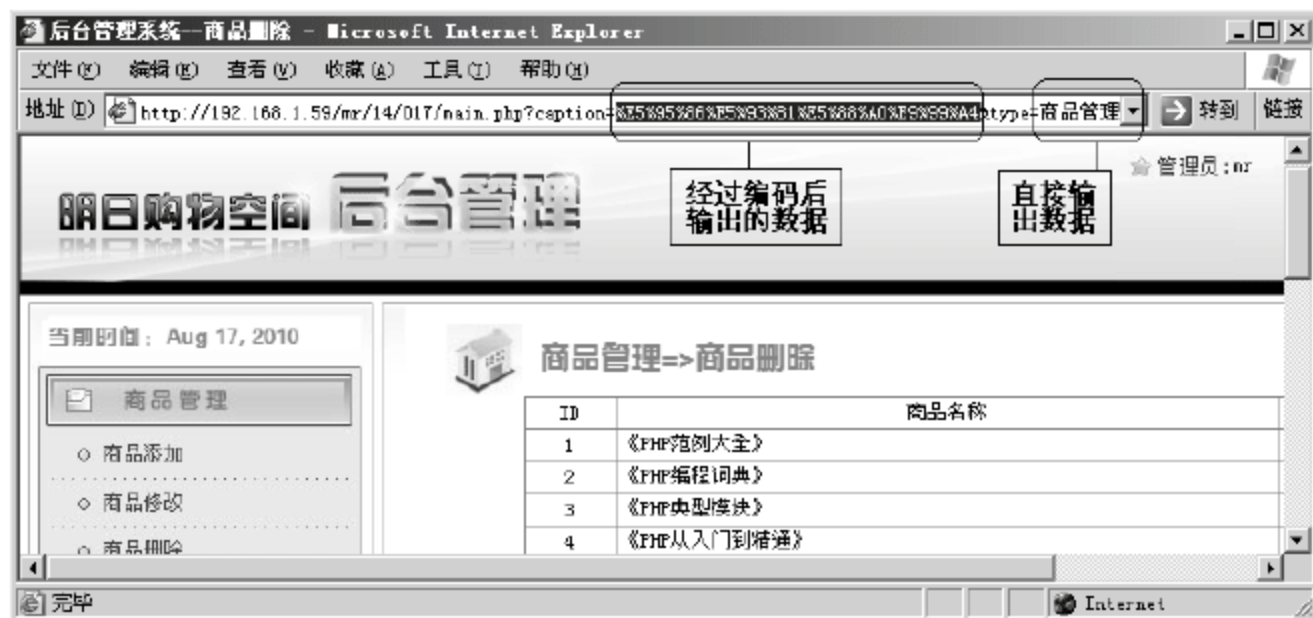 后台管理系统--商品删除 - Microsoft Internet Explorer
文件(F) 编辑(E) 查看(V) 收藏(A) 工具(T) 帮助(H)
地址(D) http://192.168.1.59/mr/14/017/main.php?caption=%E5%95%86%E5%93%81%E5%88%A0%E9%99%A4&type=商品管理 转到 链接
经过编码后
输出的数据
直接输
出数据
管理员:mr
明日购物空间 后台管理
当前时间：Aug 17, 2010
商品管理=>商品删除
商品管理
商品添加
商品修改
商品删除
ID 商品名称
1 《PHP范例大全》
2 《PHP编程词典》
3 《PHP典型模块》
4 《PHP从入门到精通》
完毕 Internet